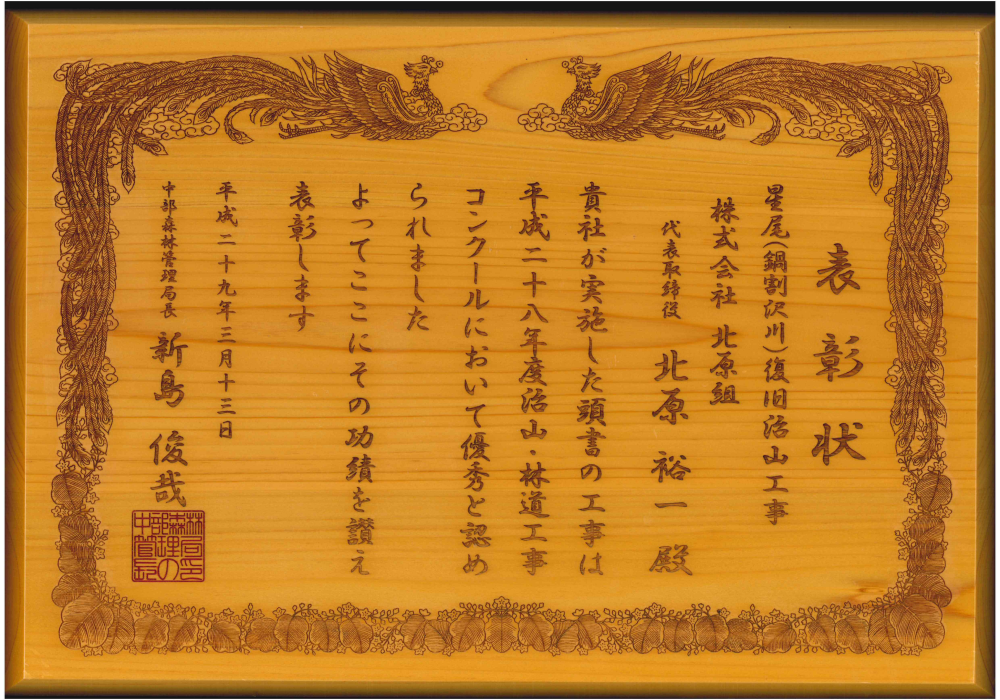 表彰状
星尾(鍋割沢川)復旧治山工事
株式会社 北原組
代表取締役 北原 裕一 殿
貴社が実施した頭書の工事は
平成二十八年度治山・林道工事
コンクールにおいて優秀と認め
られました
よってここにその功績を讃え
表彰します
平成二十九年三月十三日
中部森林管理局長 新島 俊哉
中部森林管理局長の印